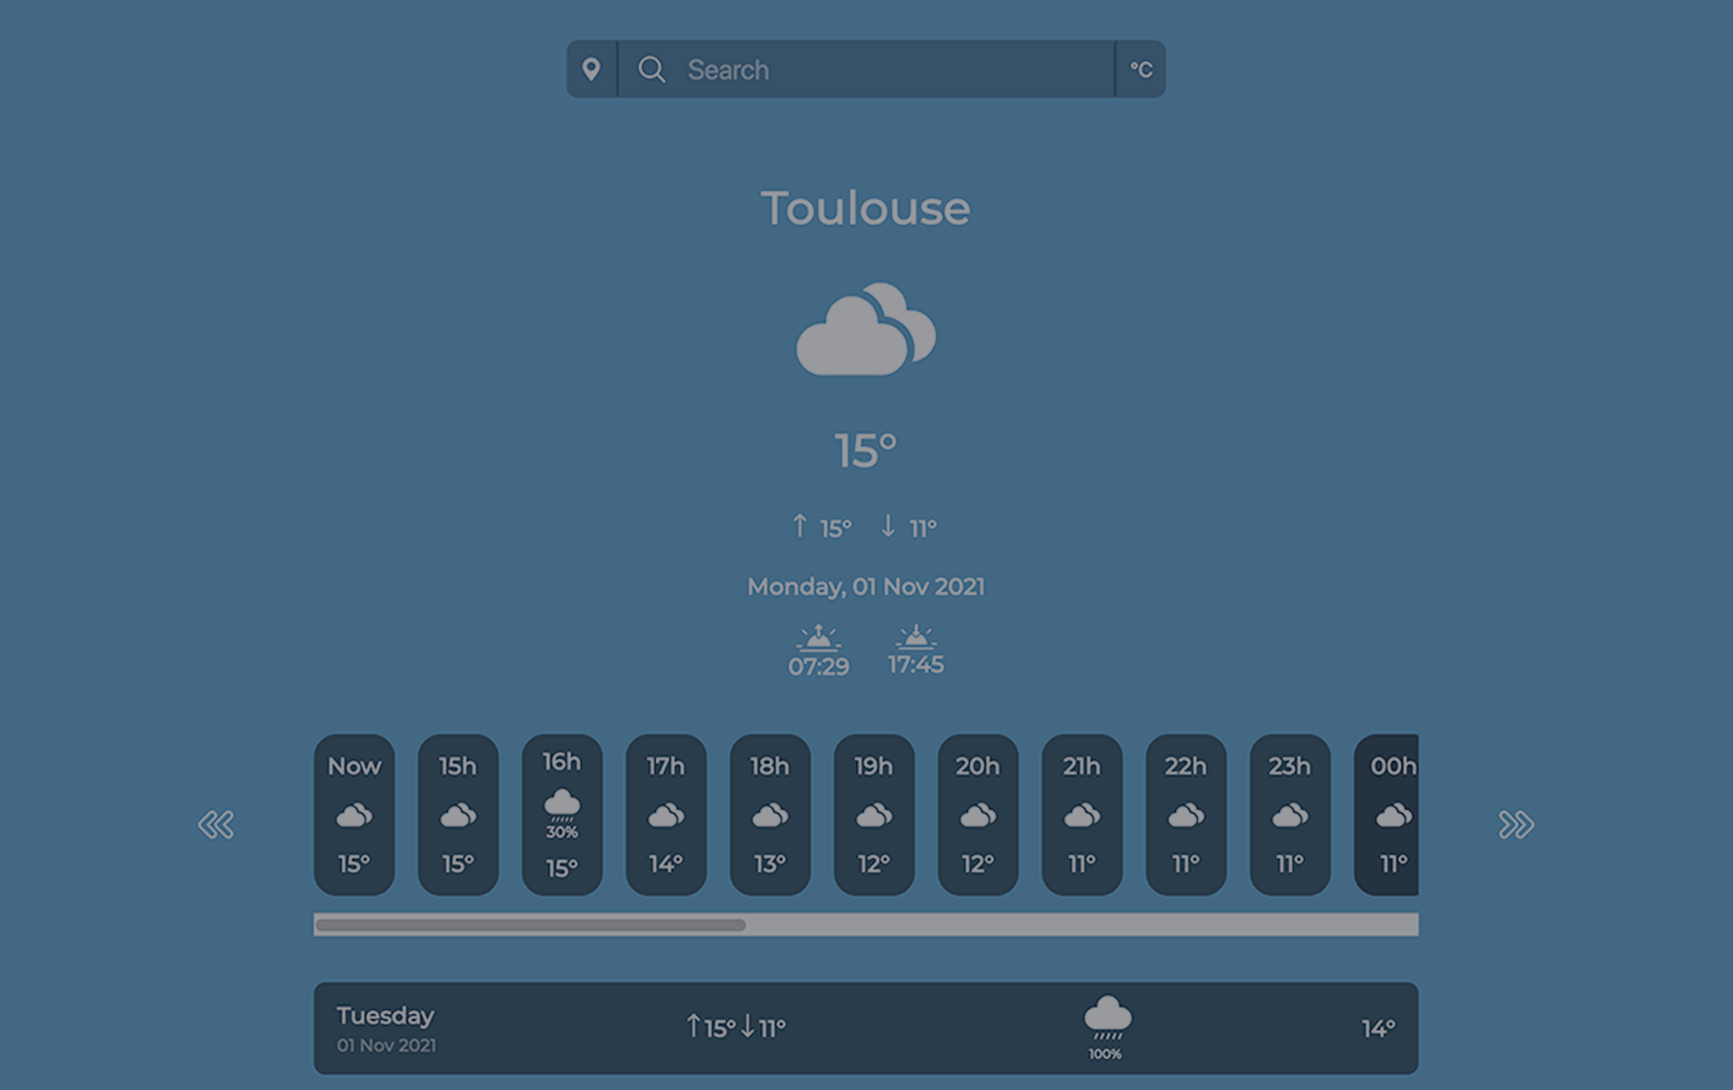 Search °C
Toulouse
15°
↑ 15° ↓ 11°
Monday, 01 Nov 2021
07:29 17:45
Now 15h 16h 17h 18h 19h 20h 21h 22h 23h 00h
30%
15° 15° 15° 14° 13° 12° 12° 11° 11° 11° 11°
Tuesday
01 Nov 2021
↑15°↓11°
100%
14°